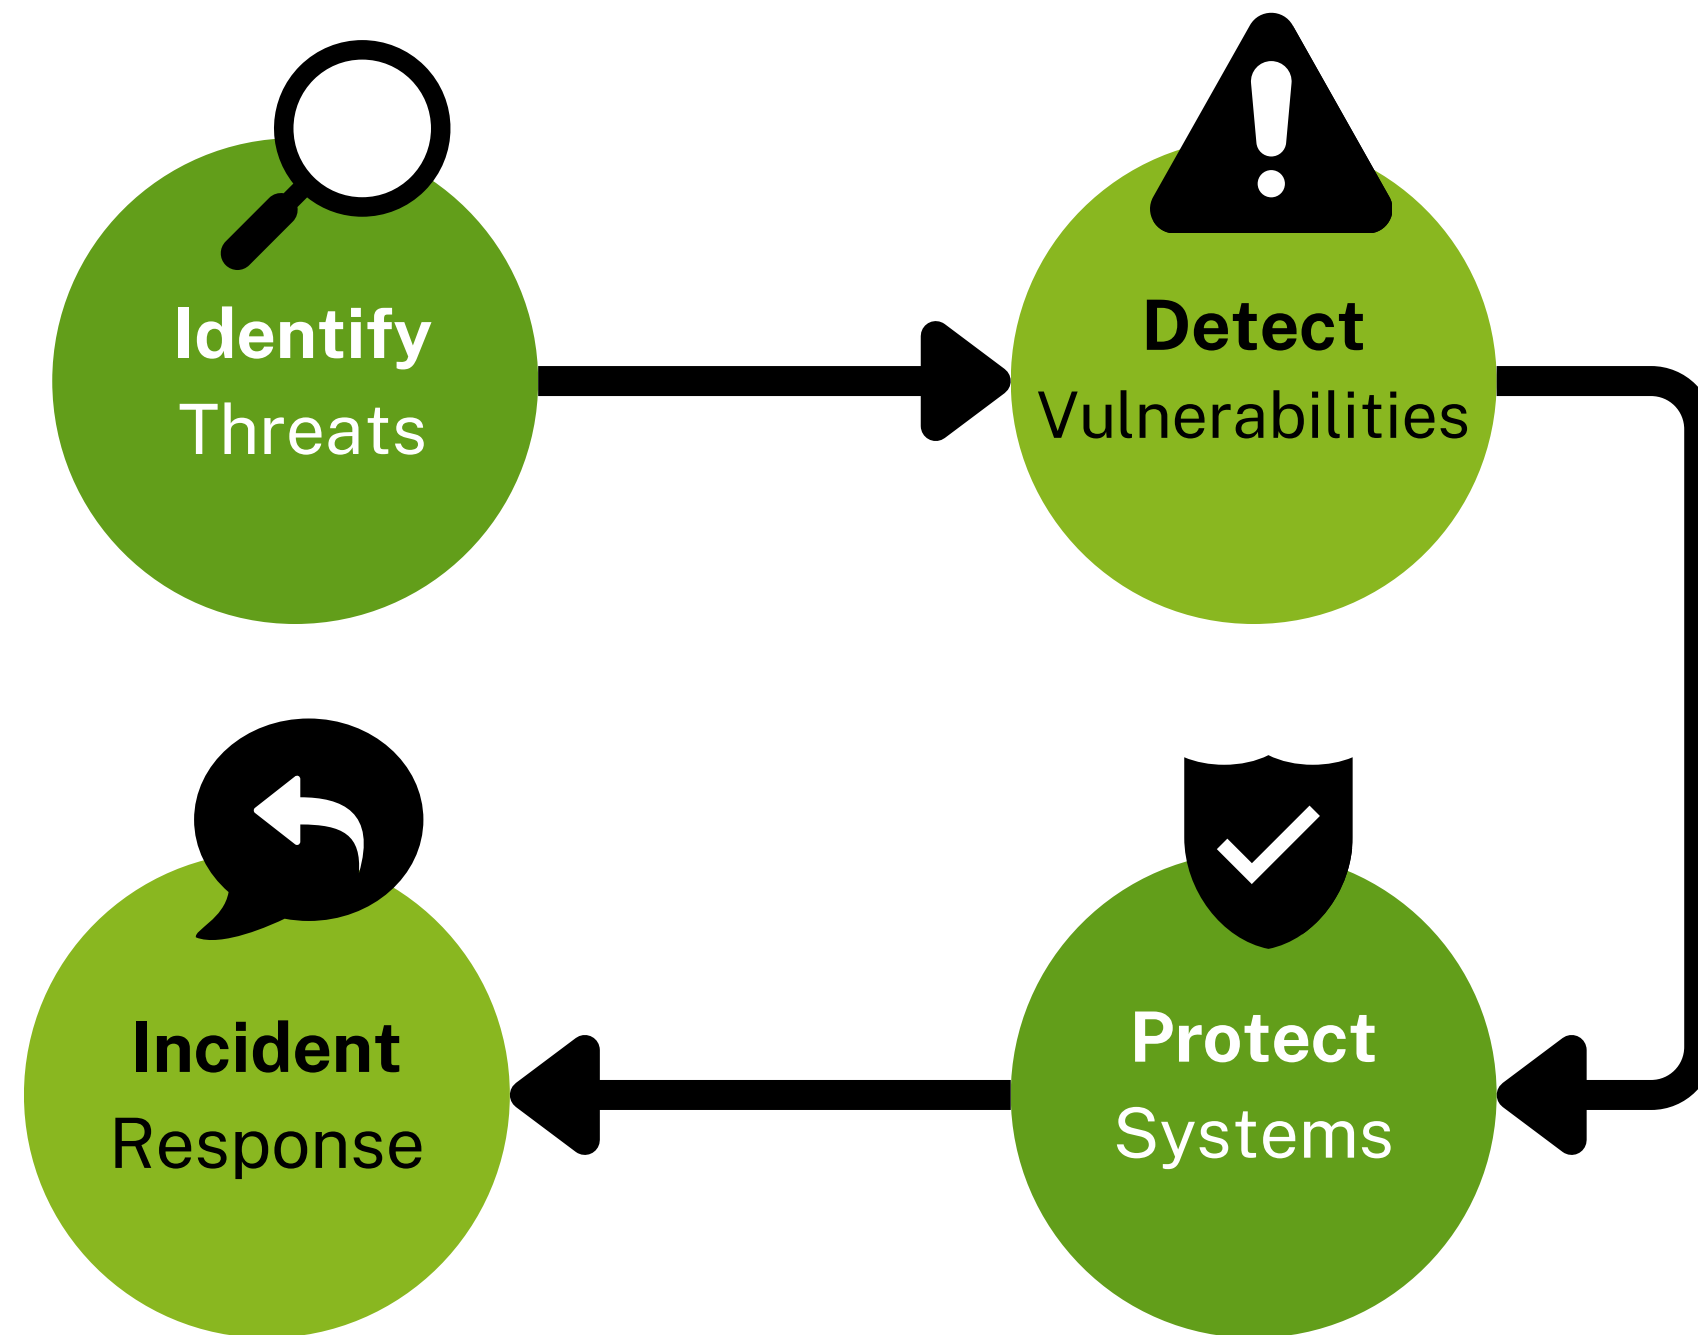 Identify
Threats
Detect
Vulnerabilities
Protect
Systems
Incident
Response